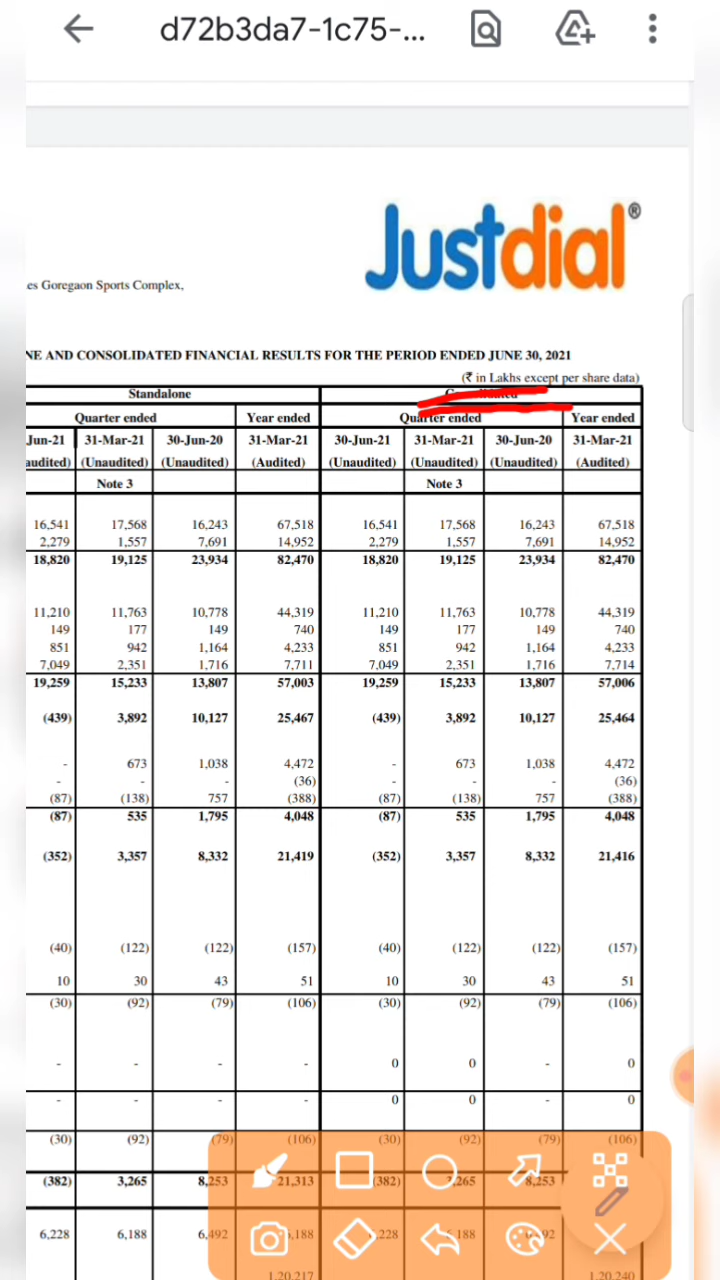 d72b3da7-1c75-...
Justdial®
es Goregaon Sports Complex,
NE AND CONSOLIDATED FINANCIAL RESULTS FOR THE PERIOD ENDED JUNE 30, 2021
(₹ in Lakhs except per share data)
Standalone
Quarter ended Year ended Quarter ended Year ended
Jun-21 31-Mar-21 30-Jun-20 31-Mar-21 30-Jun-21 31-Mar-21 30-Jun-20 31-Mar-21
audited) (Unaudited) (Unaudited) (Audited) (Unaudited) (Unaudited) (Unaudited) (Audited)
Note 3 Note 3
16,541 17,568 16,243 67,518 16,541 17,568 16,243 67,518
2,279 1,557 7,691 14,952 2,279 1,557 7,691 14,952
18,820 19,125 23,934 82,470 18,820 19,125 23,934 82,470
11,210 11,763 10,778 44,319 11,210 11,763 10,778 44,319
149 177 149 740 149 177 149 740
851 942 1,164 4,233 851 942 1,164 4,233
7,049 2,351 1,716 7,711 7,049 2,351 1,716 7,714
19,259 15,233 13,807 57,003 19,259 15,233 13,807 57,006
(439) 3,892 10,127 25,467 (439) 3,892 10,127 25,464
- 673 1,038 4,472 - 673 1,038 4,472
- - - (36) - - - (36)
(87) (138) 757 (388) (87) (138) 757 (388)
(87) 535 1,795 4,048 (87) 535 1,795 4,048
(352) 3,357 8,332 21,419 (352) 3,357 8,332 21,416
(40) (122) (122) (157) (40) (122) (122) (157)
10 30 43 51 10 30 43 51
(30) (92) (79) (106) (30) (92) (79) (106)
- - - - 0 0 - 0
- - - - 0 0 - 0
(30) (92) (79) (106) (30) (92) (79) (106)
(382) 3,265 8,253 21,313 (382) 8,253
6,228 6,188
1,20,217 1,20,240